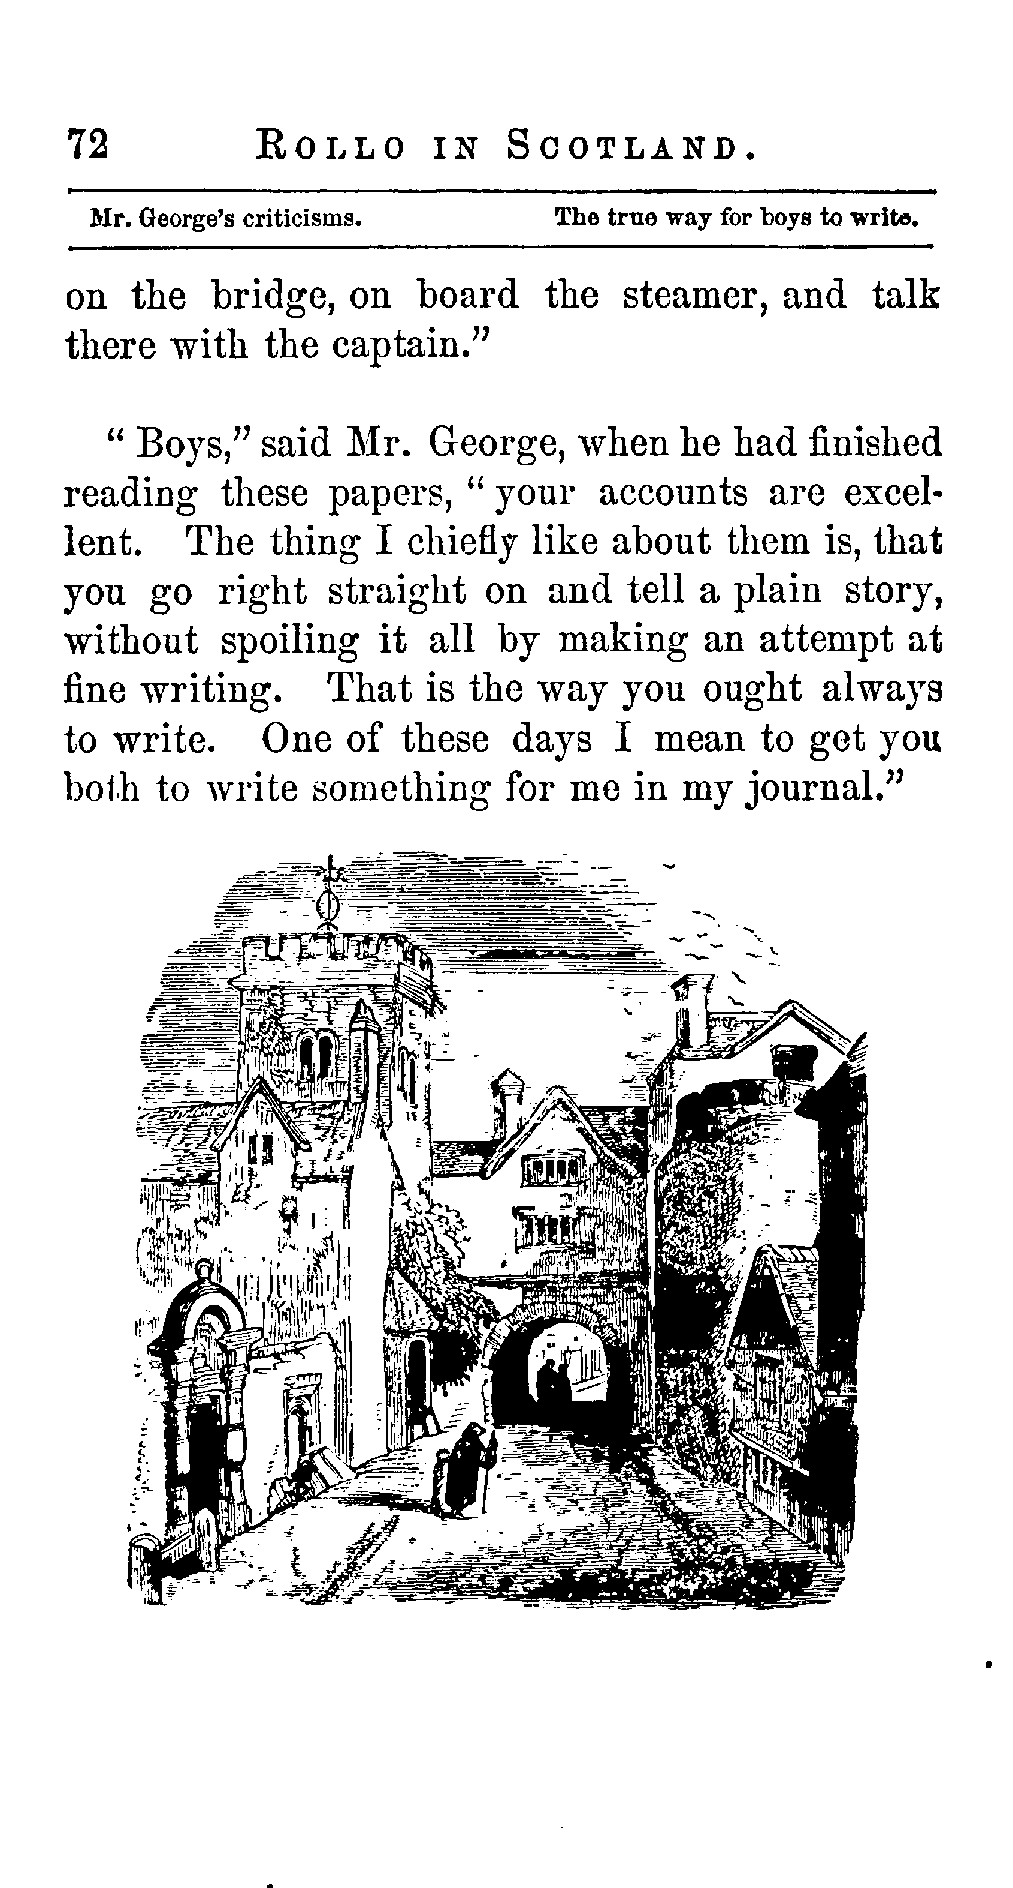 72 ROLLO IN SCOTLAND.
Mr. George's criticisms. The true way for boys to write.
on the bridge, on board the steamer, and talk
there with the captain."
" Boys," said Mr. George, when he had finished
reading these papers, " your accounts are excel-
lent. The thing I chiefly like about them is, that
you go right straight on and tell a plain story,
without spoiling it all by making an attempt at
fine writing. That is the way you ought always
to write. One of these days I mean to get you
both to write something for me in my journal."